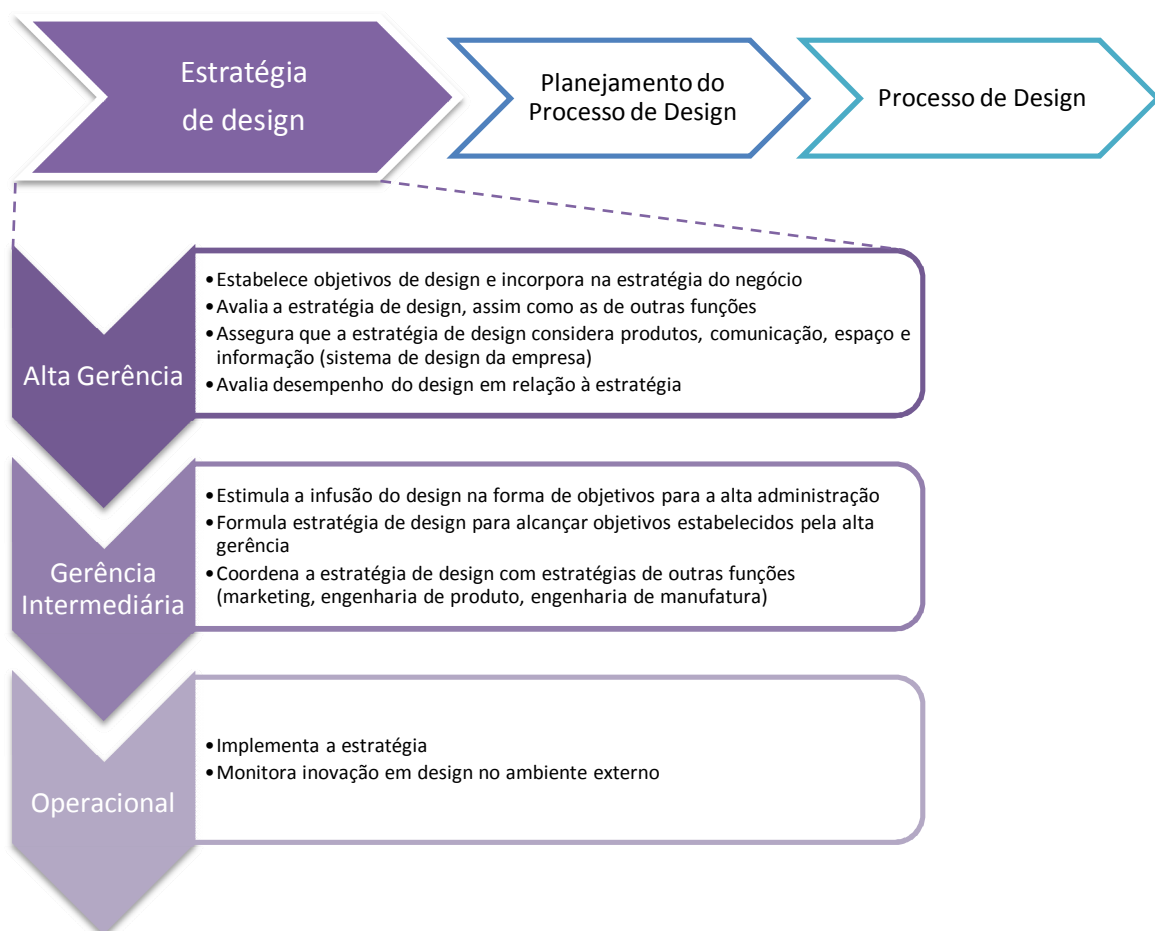 Estratégia
de design
Planejamento do
Processo de Design
Processo de Design
Alta Gerência
•Estabelece objetivos de design e incorpora na estratégia do negócio
•Avalia a estratégia de design, assim como as de outras funções
•Assegura que a estratégia de design considera produtos, comunicação, espaço e
informação (sistema de design da empresa)
•Avalia desempenho do design em relação à estratégia
Gerência
Intermediária
•Estimula a infusão do design na forma de objetivos para a alta administração
•Formula estratégia de design para alcançar objetivos estabelecidos pela alta
gerência
•Coordena a estratégia de design com estratégias de outras funções
(marketing, engenharia de produto, engenharia de manufatura)
Operacional
•Implementa a estratégia
•Monitora inovação em design no ambiente externo